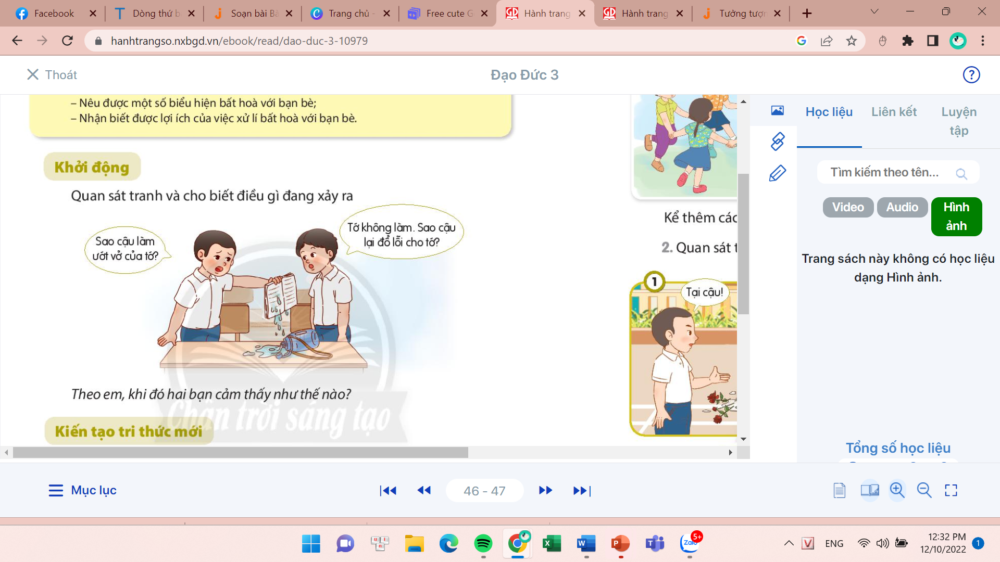 Facebook
Dòng thứ b
Soạn bài Bà
Trang chủ -
Free cute G
Hành trang
Hành trang
Tưởng tượn
hanhtrangso.nxbgd.vn/ebook/read/dao-duc-3-10979
Thoát
Đạo Đức 3
?
– Nêu được một số biểu hiện bất hoà với bạn bè;
– Nhận biết được lợi ích của việc xử lí bất hoà với bạn bè.
Khởi động
Quan sát tranh và cho biết điều gì đang xảy ra
Sao cậu làm
ướt vở của tớ?
Tớ không làm. Sao cậu
lại đổ lỗi cho tớ?
Theo em, khi đó hai bạn cảm thấy như thế nào?
Chân trời sáng tạo
Kiến tạo tri thức mới
Kể thêm các
2. Quan sát t
1
Tại cậu!
Học liệu
Liên kết
Luyện
tập
Tìm kiếm theo tên...
Video
Audio
Hình
ảnh
Trang sách này không có học liệu
dạng Hình ảnh.
Tổng số học liệu
Mục lục
46 - 47
5+
Zalo
ENG
12:32 PM
12/10/2022
1